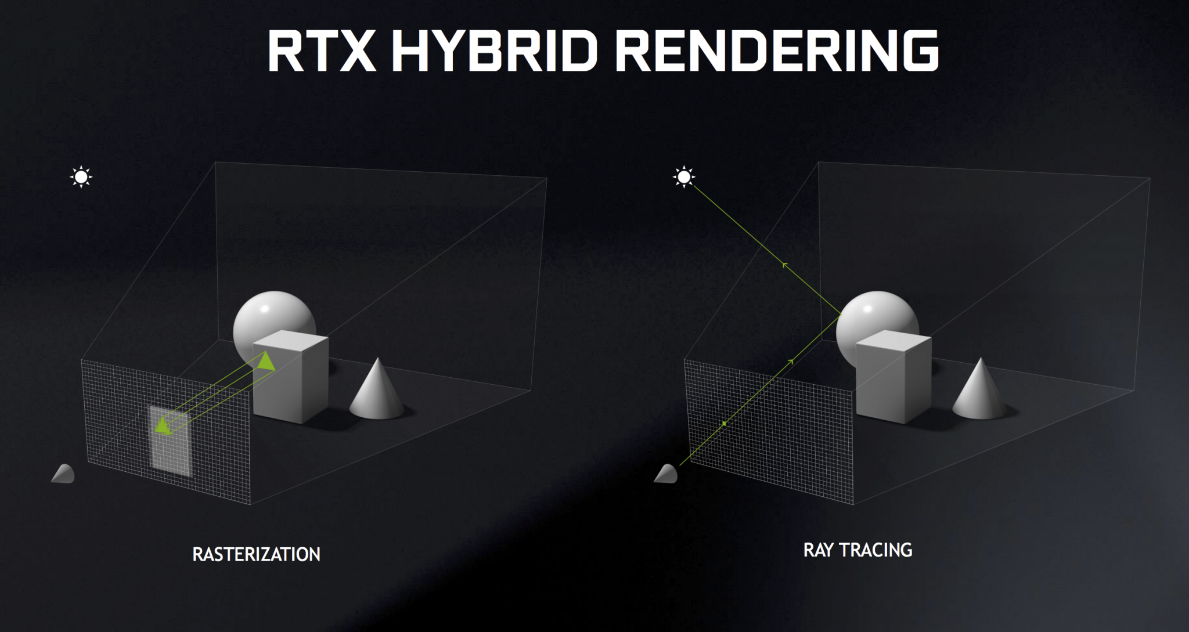 RTX HYBRID RENDERING
RASTERIZATION
RAY TRACING